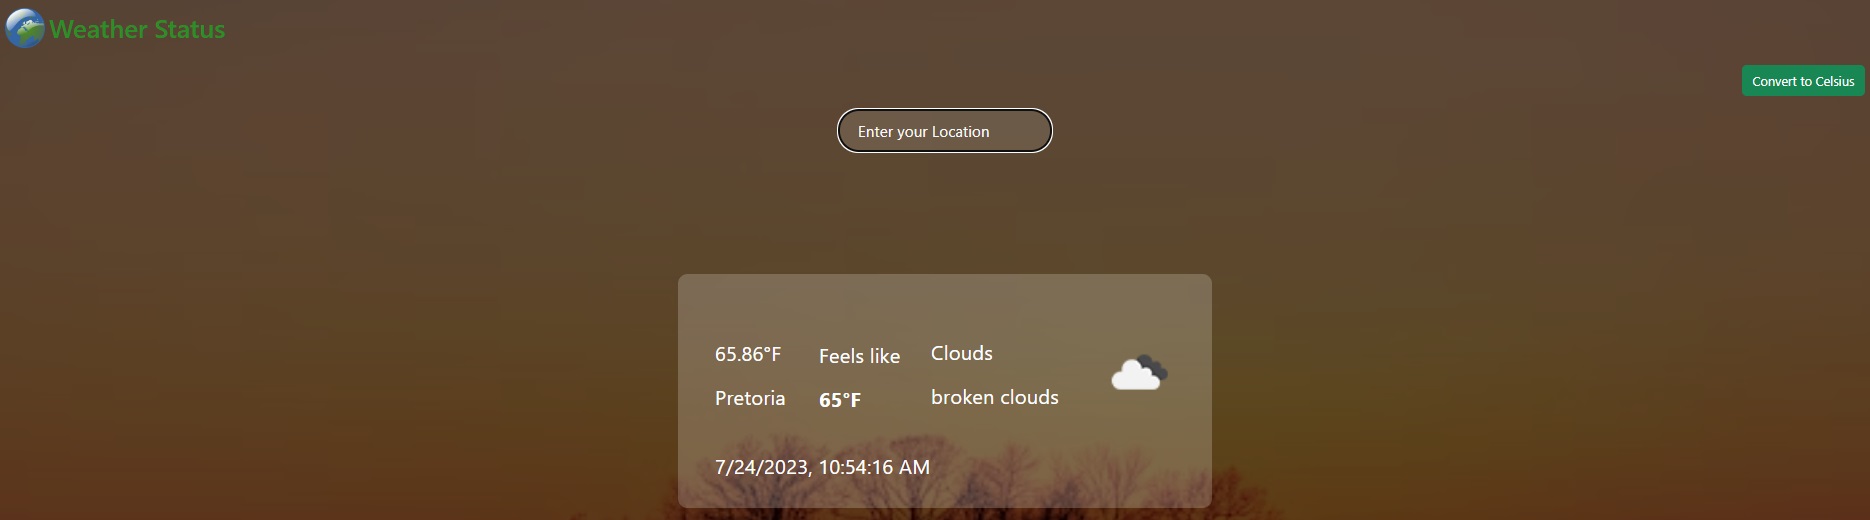 Weather Status
Convert to Celsius
Enter your Location
65.86°F
Pretoria
Feels like
65°F
Clouds
broken clouds
7/24/2023, 10:54:16 AM